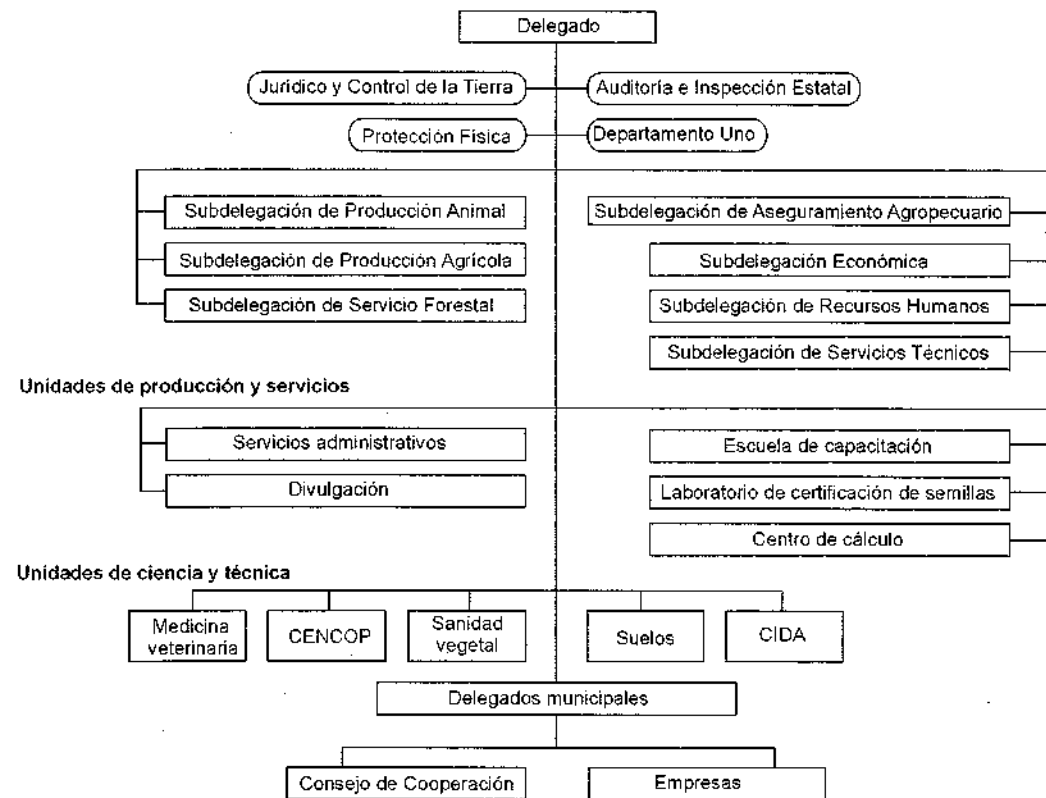 Delegado
Jurídico y Control de la Tierra
Auditoría e Inspección Estatal
Protección Física
Departamento Uno
Subdelegación de Producción Animal
Subdelegación de Aseguramiento Agropecuario
Subdelegación de Producción Agrícola
Subdelegación Económica
Subdelegación de Servicio Forestal
Subdelegación de Recursos Humanos
Subdelegación de Servicios Técnicos
Unidades de producción y servicios
Servicios administrativos
Escuela de capacitación
Divulgación
Laboratorio de certificación de semillas
Centro de cálculo
Unidades de ciencia y técnica
Medicina
veterinaria
CENCOP
Sanidad
vegetal
Suelos
CIDA
Delegados municipales
Consejo de Cooperación
Empresas